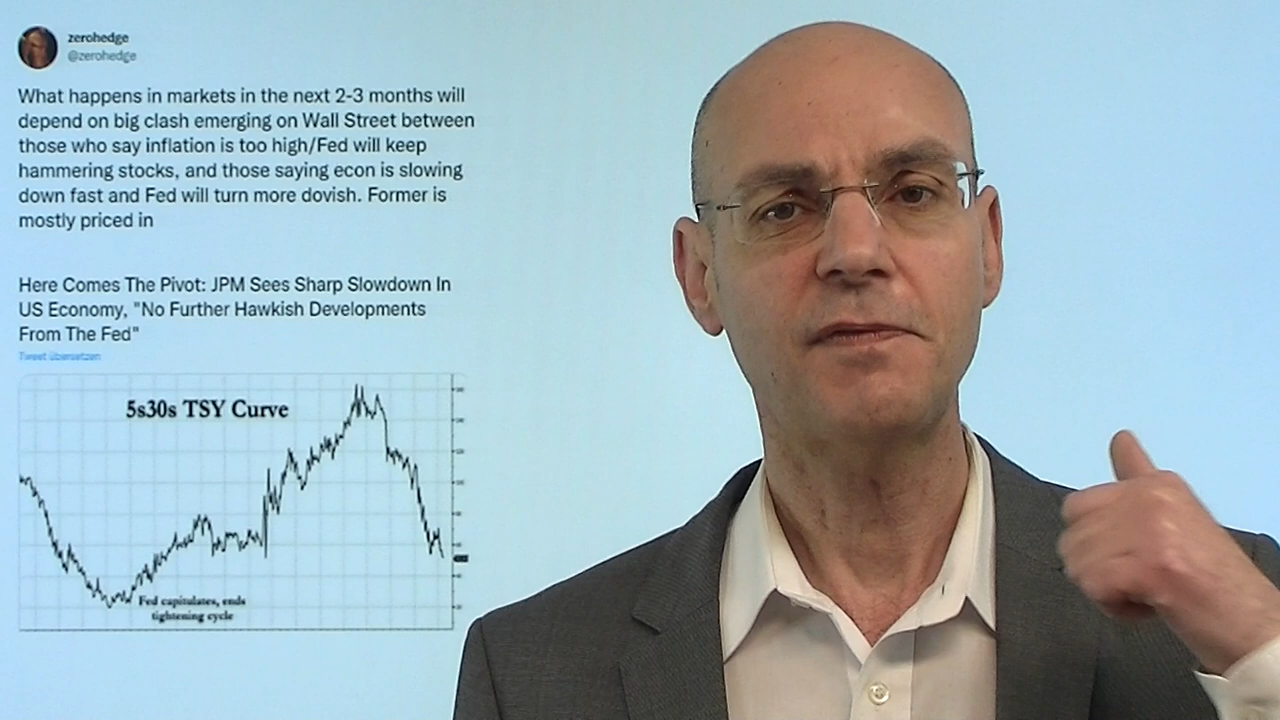 zerohedge
@zerohedge
What happens in markets in the next 2-3 months will
depend on big clash emerging on Wall Street between
those who say inflation is too high/Fed will keep
hammering stocks, and those saying econ is slowing
down fast and Fed will turn more dovish. Former is
mostly priced in
Here Comes The Pivot: JPM Sees Sharp Slowdown In
US Economy, "No Further Hawkish Developments
From The Fed"
Tweet übersetzen
5s30s TSY Curve
Fed capitulates, ends
tightening cycle